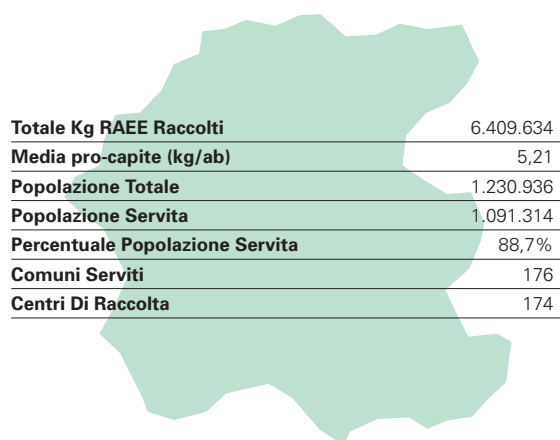 Totale Kg RAEE Raccolti 6.409.634
Media pro-capite (kg/ab) 5,21
Popolazione Totale 1.230.936
Popolazione Servita 1.091.314
Percentuale Popolazione Servita 88,7%
Comuni Serviti 176
Centri Di Raccolta 174